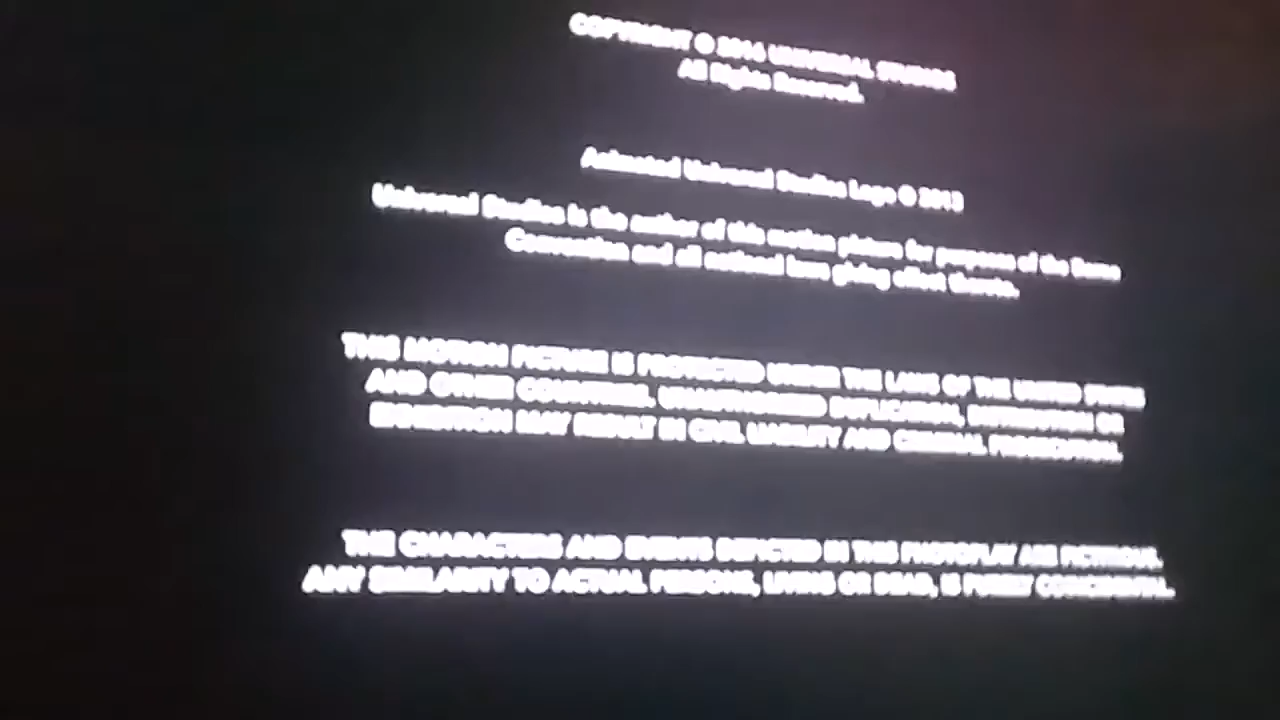 COPYRIGHT © 2016 UNIVERSAL STUDIOS
All Rights Reserved.
Animated Universal Studios Logo © 2012
Universal Studios is the author of this motion picture for purposes of the Berne
Convention and all national laws giving effect thereto.
THIS MOTION PICTURE IS PROTECTED UNDER THE LAWS OF THE UNITED STATES
AND OTHER COUNTRIES. UNAUTHORIZED DUPLICATION, DISTRIBUTION OR
EXHIBITION MAY RESULT IN CIVIL LIABILITY AND CRIMINAL PROSECUTION.
THE CHARACTERS AND EVENTS DEPICTED IN THIS PHOTOPLAY ARE FICTIONAL.
ANY SIMILARITY TO ACTUAL PERSONS, LIVING OR DEAD, IS PURELY COINCIDENTAL.